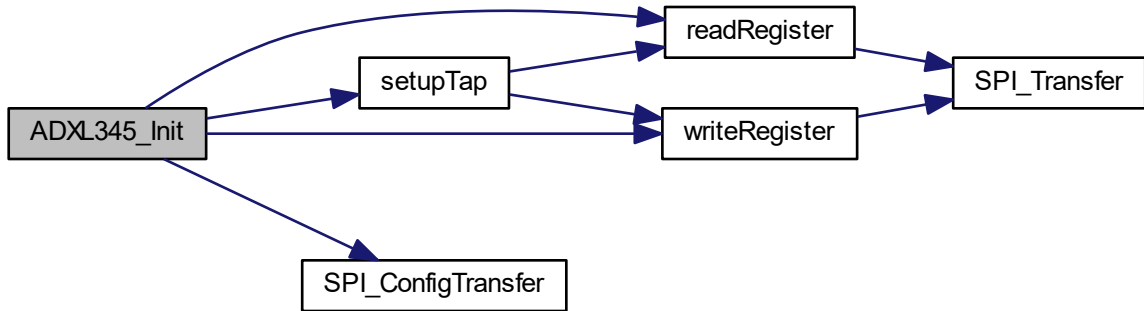 ADXL345_Init
setupTap
readRegister
writeRegister
SPI_Transfer
SPI_ConfigTransfer